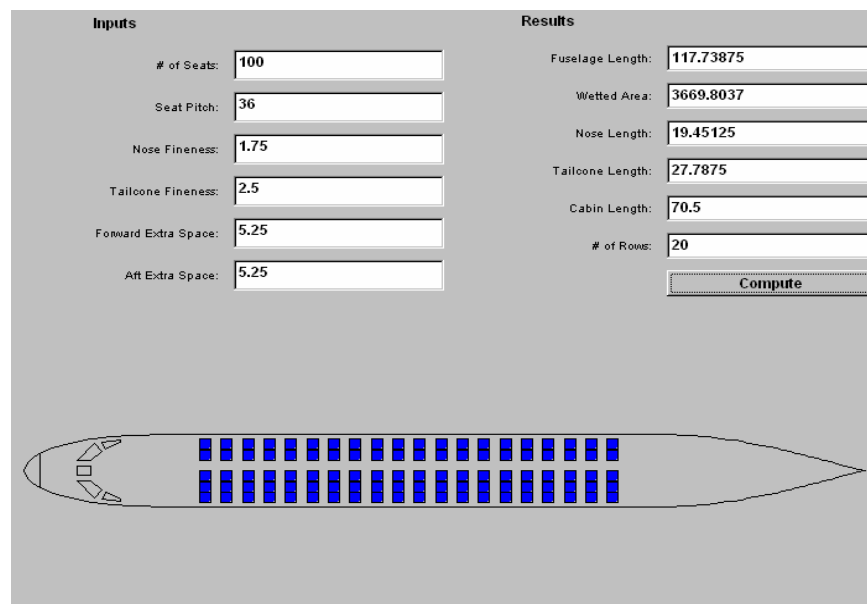 Inputs
# of Seats: 100
Seat Pitch: 36
Nose Fineness: 1.75
Tailcone Fineness: 2.5
Forward Extra Space: 5.25
Aft Extra Space: 5.25
Results
Fuselage Length: 117.73875
Wetted Area: 3669.8037
Nose Length: 19.45125
Tailcone Length: 27.7875
Cabin Length: 70.5
# of Rows: 20
Compute